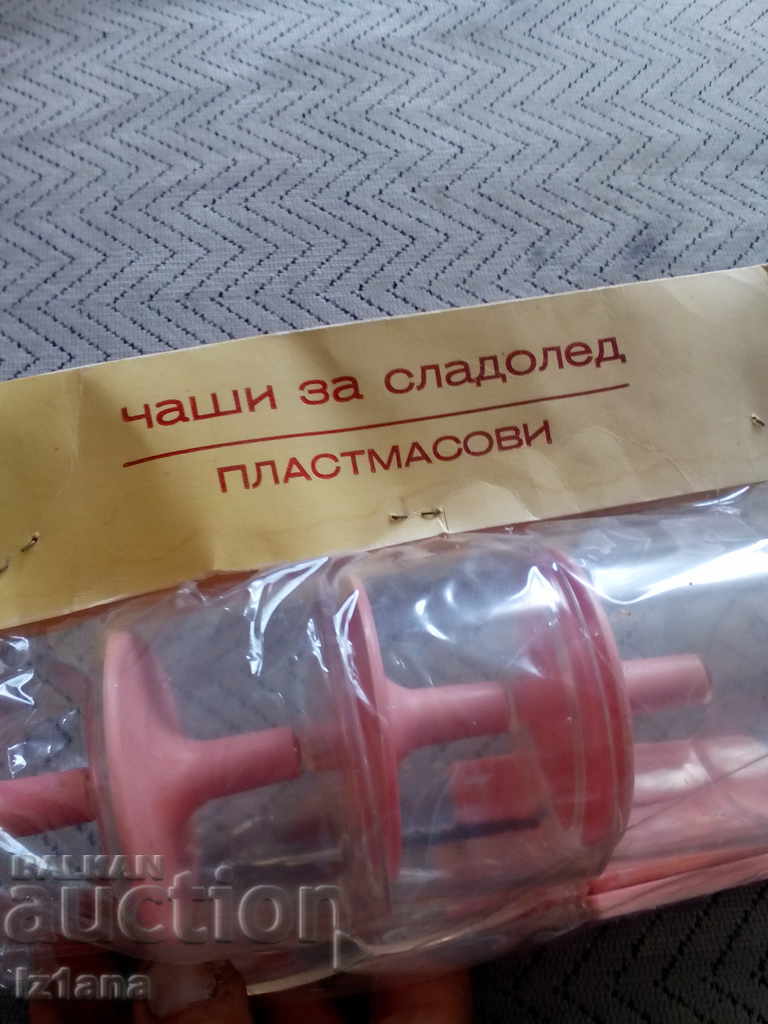 чаши за сладолед
ПЛАСТМАСОВИ
BALKAN
auction
Iz1ana